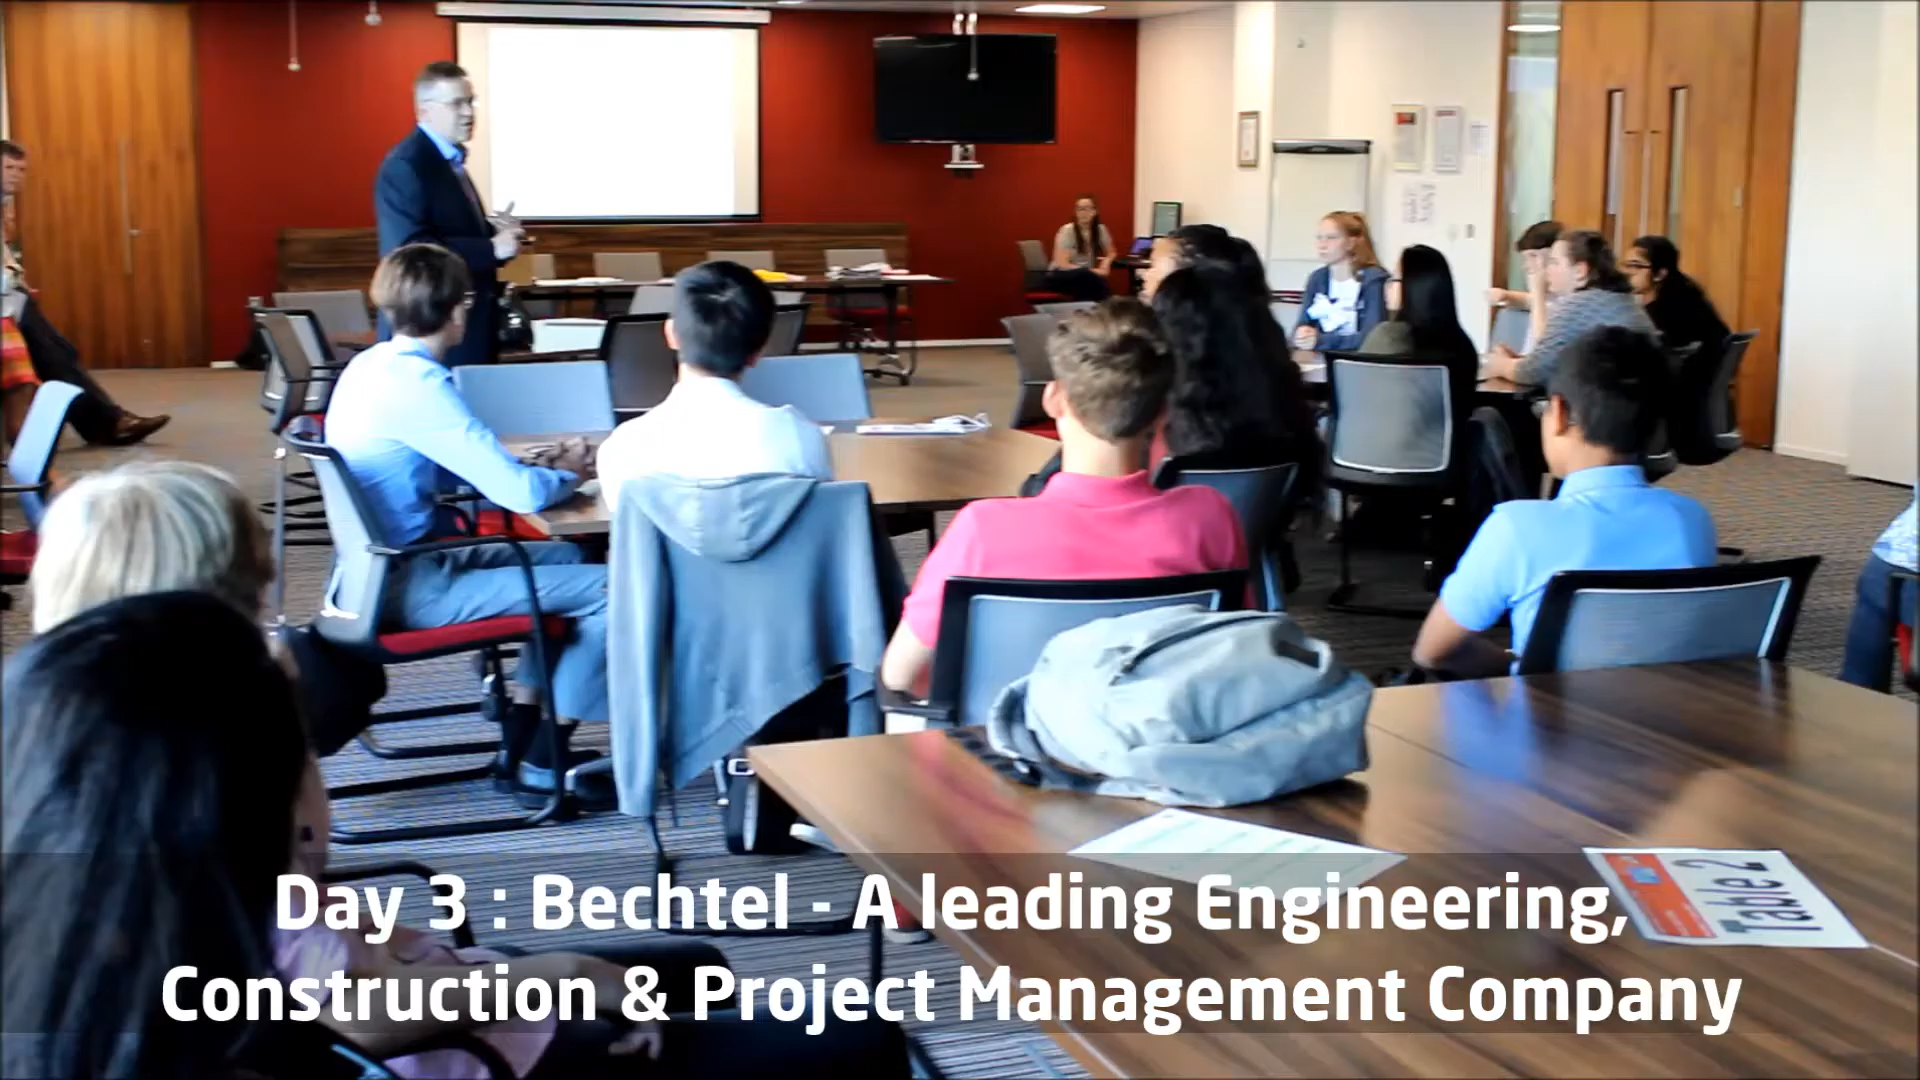 Table 2
Day 3 : Bechtel - A leading Engineering,
Construction & Project Management Company